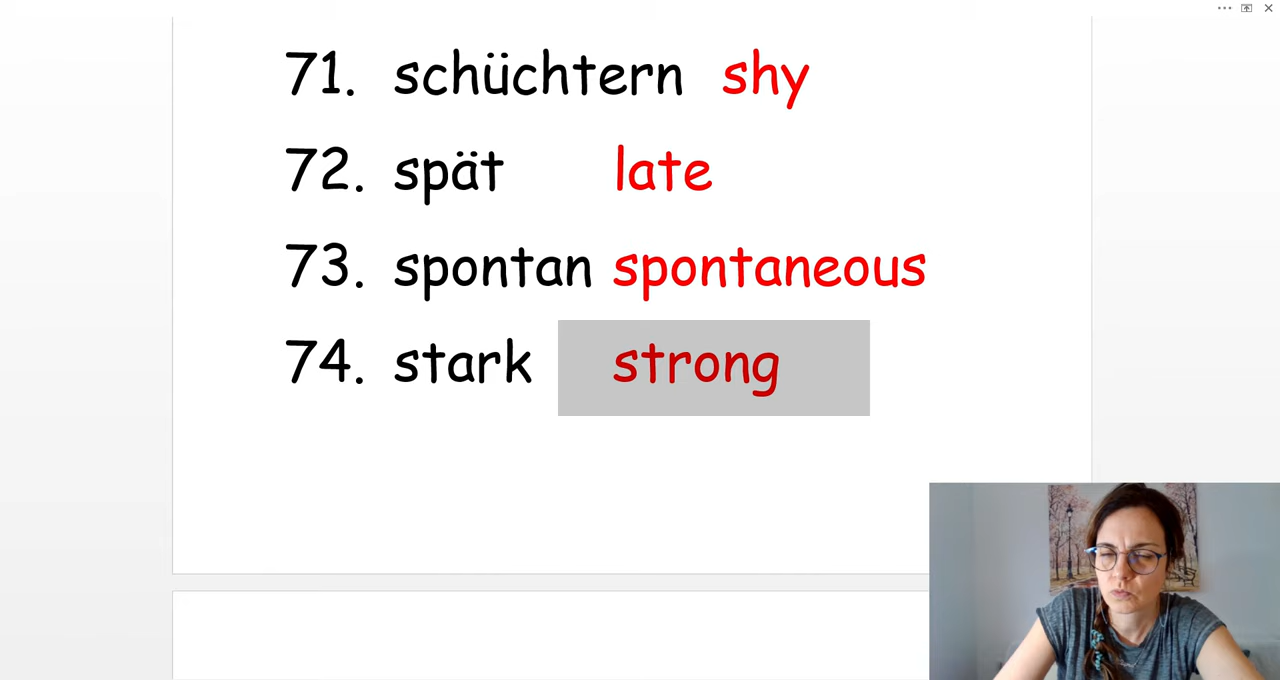 71. schüchtern shy
72. spät late
73. spontan spontaneous
74. stark strong